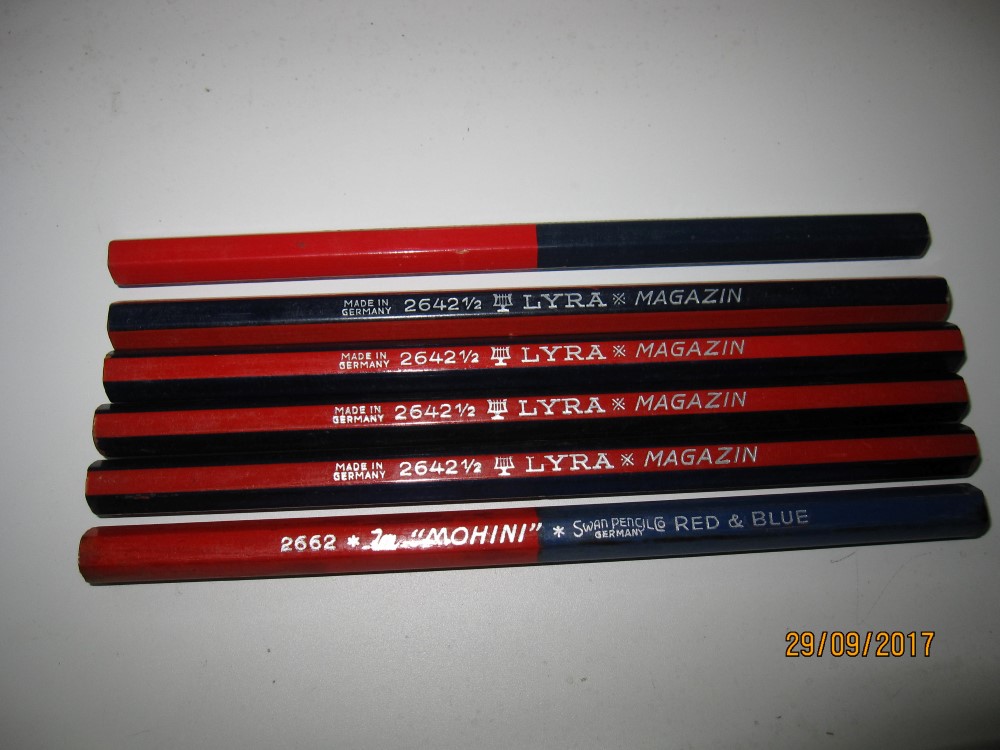 MADE IN
GERMANY 2642½ LYRA ※ MAGAZIN
MADE IN
GERMANY 2642½ LYRA ※ MAGAZIN
MADE IN
GERMANY 2642½ LYRA ※ MAGAZIN
MADE IN
GERMANY 2642½ LYRA ※ MAGAZIN
2662 * "MOHINI" * SWAN PENCIL CO RED & BLUE
GERMANY
29/09/2017